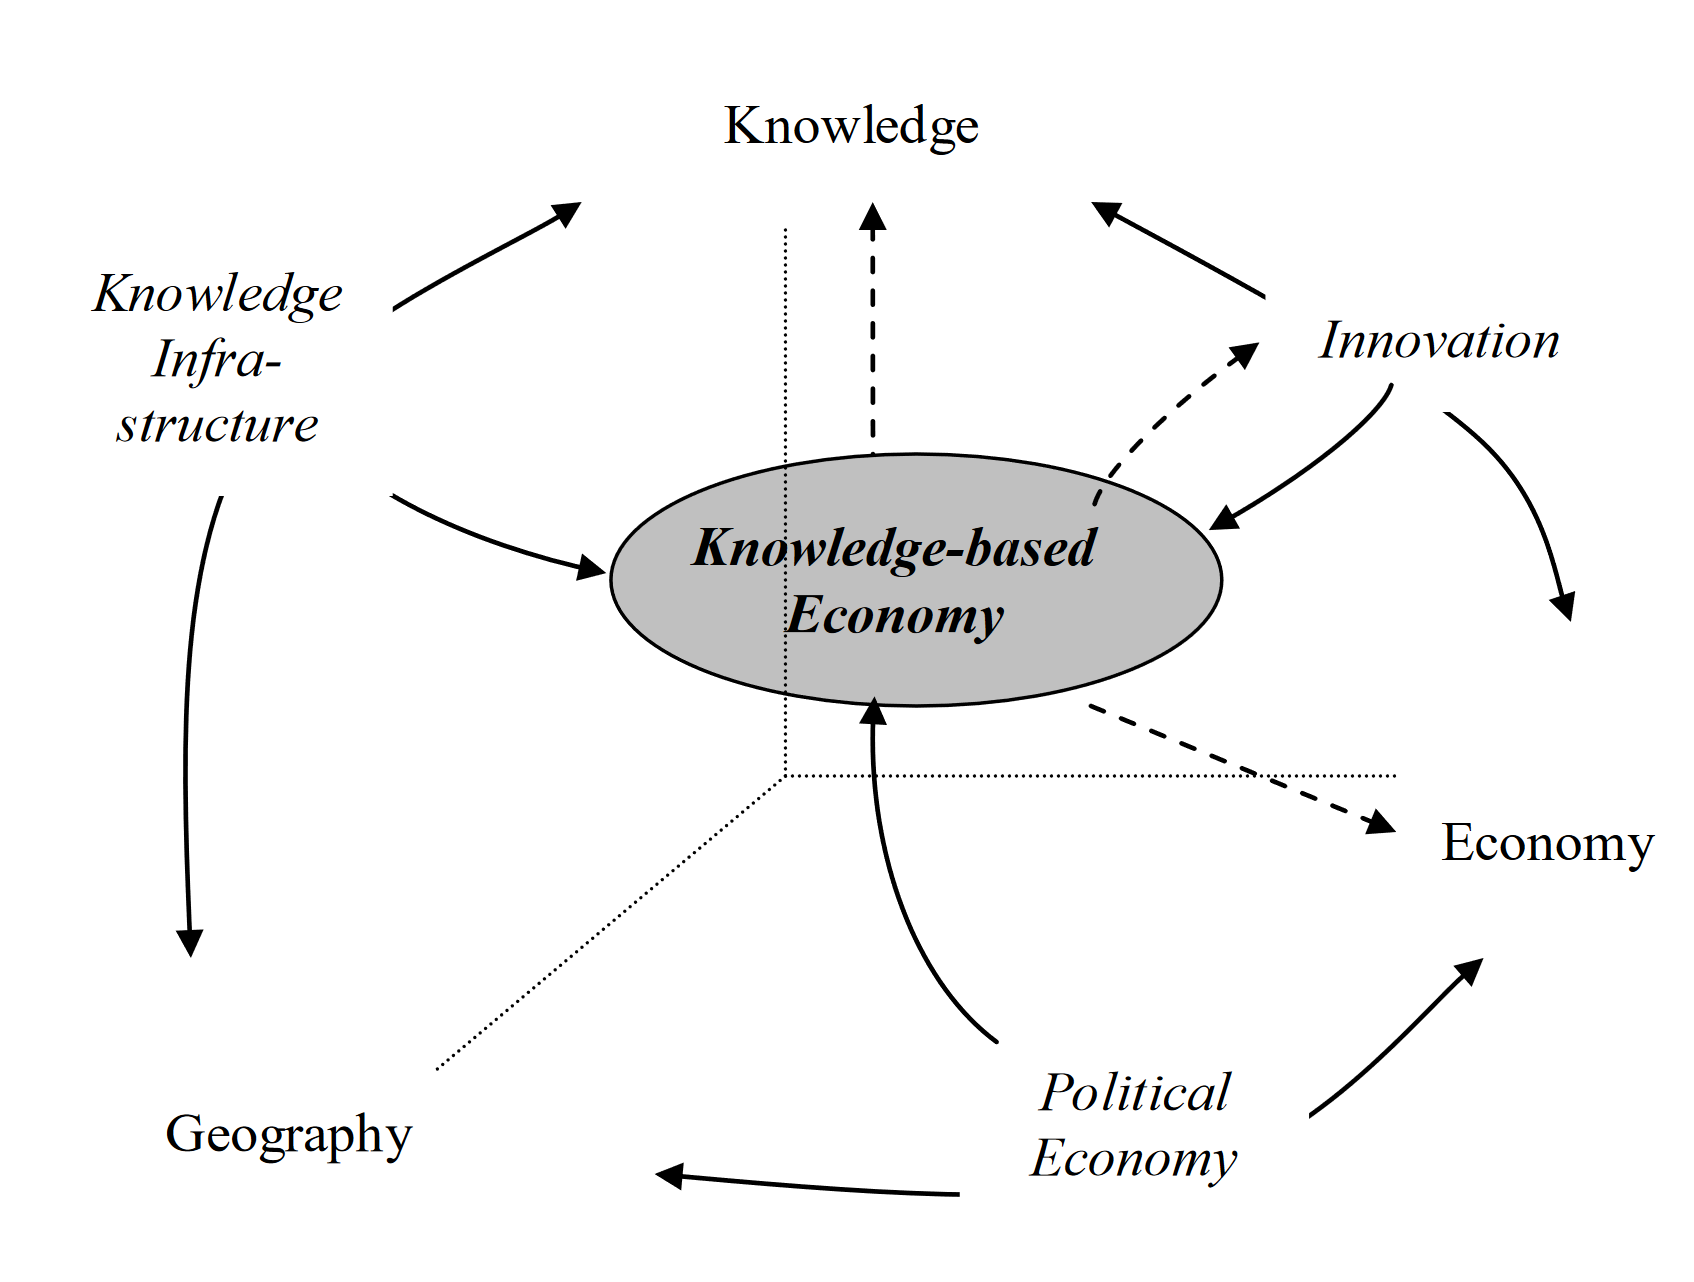 Knowledge
Knowledge
Infra-
structure
Innovation
Knowledge-based
Economy
Economy
Geography
Political
Economy